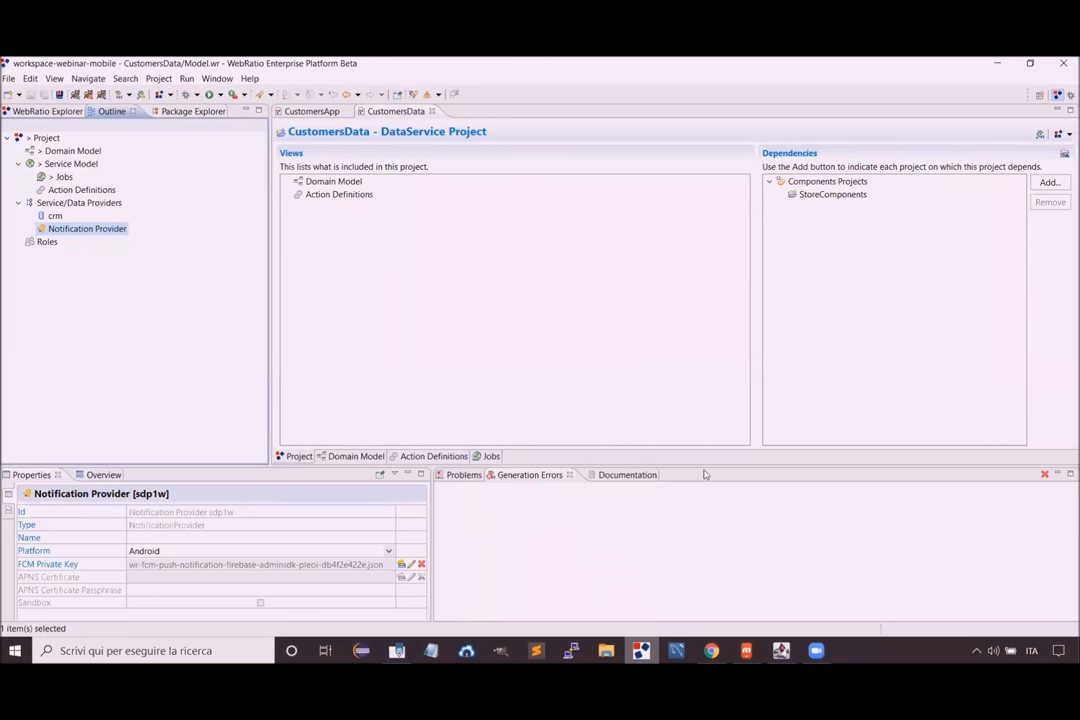 workspace-webinar-mobile - CustomersData/Model.wr - WebRatio Enterprise Platform Beta
File Edit View Navigate Search Project Run Window Help
WebRatio Explorer Outline Package Explorer
CustomersApp CustomersData
> Project
> Domain Model
> Service Model
> Jobs
Action Definitions
Service/Data Providers
crm
Notification Provider
Roles
CustomersData - DataService Project
Views
This lists what is included in this project.
Domain Model
Action Definitions
Dependencies
Use the Add button to indicate each project on which this project depends.
Components Projects
StoreComponents
Add...
Remove
Project Domain Model Action Definitions Jobs
Properties Overview
Notification Provider [sdp1w]
Id Notification Provider sdp1w
Type NotificationProvider
Name
Platform Android
FCM Private Key wr-fcm-push-notification-firebase-adminsdk-pleoi-db4f2e422e.json
APNS Certificate
APNS Certificate Passphrase
Sandbox
Problems Generation Errors Documentation
1 item(s) selected
Scrivi qui per eseguire la ricerca
ITA